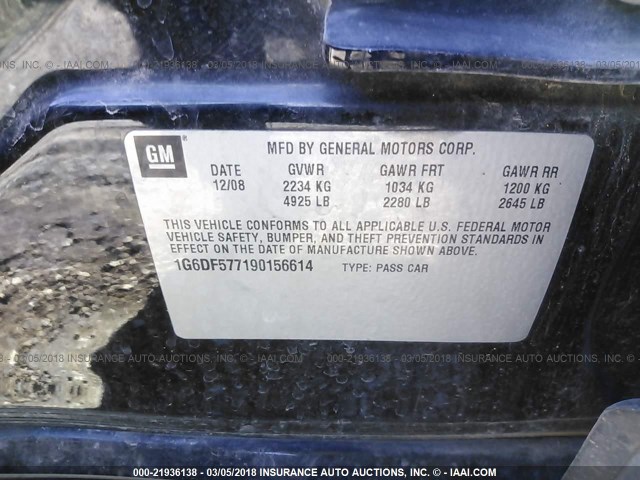 GM
MFD BY GENERAL MOTORS CORP.
DATE GVWR GAWR FRT GAWR RR
12/08 2234 KG 1034 KG 1200 KG
4925 LB 2280 LB 2645 LB
THIS VEHICLE CONFORMS TO ALL APPLICABLE U.S. FEDERAL MOTOR
VEHICLE SAFETY, BUMPER, AND THEFT PREVENTION STANDARDS IN
EFFECT ON THE DATE OF MANUFACTURE SHOWN ABOVE.
1G6DF577190156614 TYPE: PASS CAR
000-21936138 - 03/05/2018 INSURANCE AUTO AUCTIONS, INC. - IAAI.COM